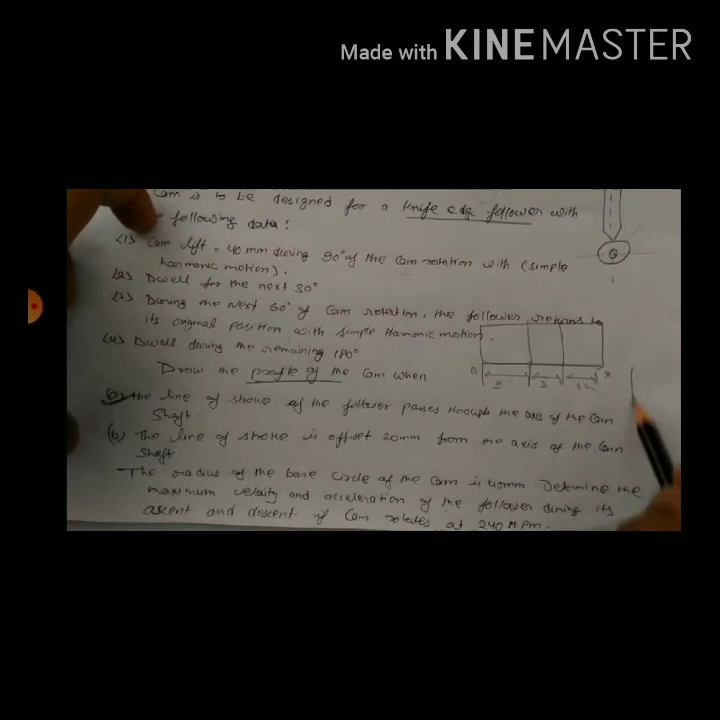 Made with KINEMASTER
Cam is to be designed for a knife edge follower with
following data:
(1) Cam lift = 40 mm during 90° of the Cam rotation with (simple
harmonic motion).
(2) Dwell for the next 30°
During the next 60° of Cam rotation, the follower returns to
its original position with simple Harmonic motion).
(4) Dwell during the remaining 180°
Draw the profile of the Cam when
(a) the line of stroke of the follower passes through the axis of the Cam
Shaft.
(b) The line of stroke is offset 20mm from the axis of the Cam
Shaft
The radius of the base circle of the Cam is 40mm Determine the
maximum velocity and acceleration of the follower during its
ascent and descent. if Cam rotates at 240 rpm.